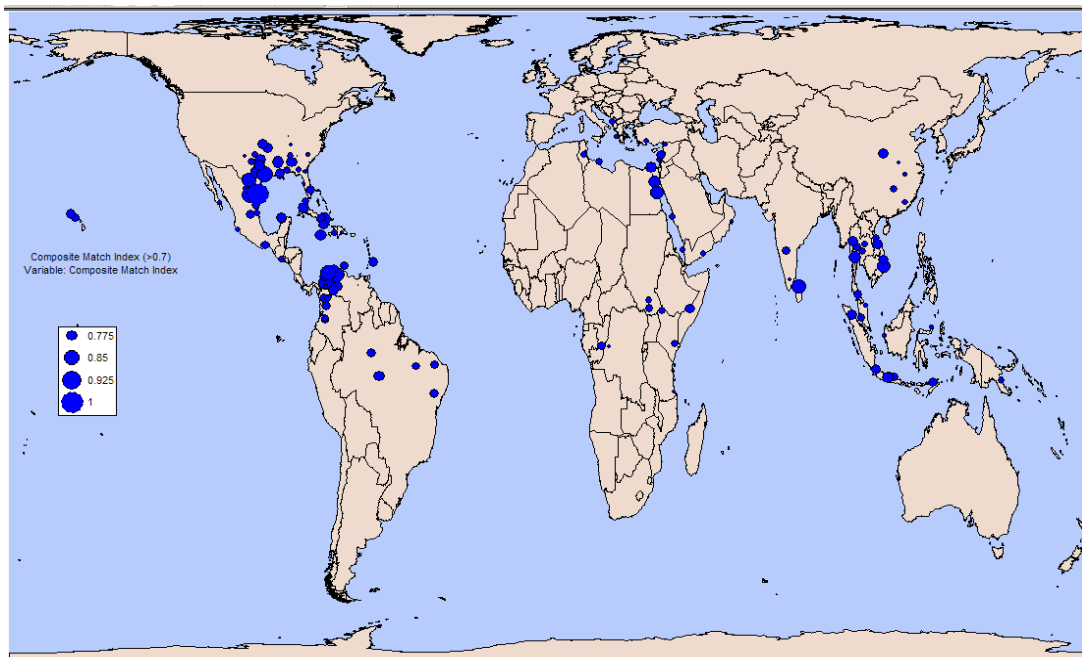 Composite Match Index (>0.7)
Variable: Composite Match Index
0.775
0.85
0.925
1